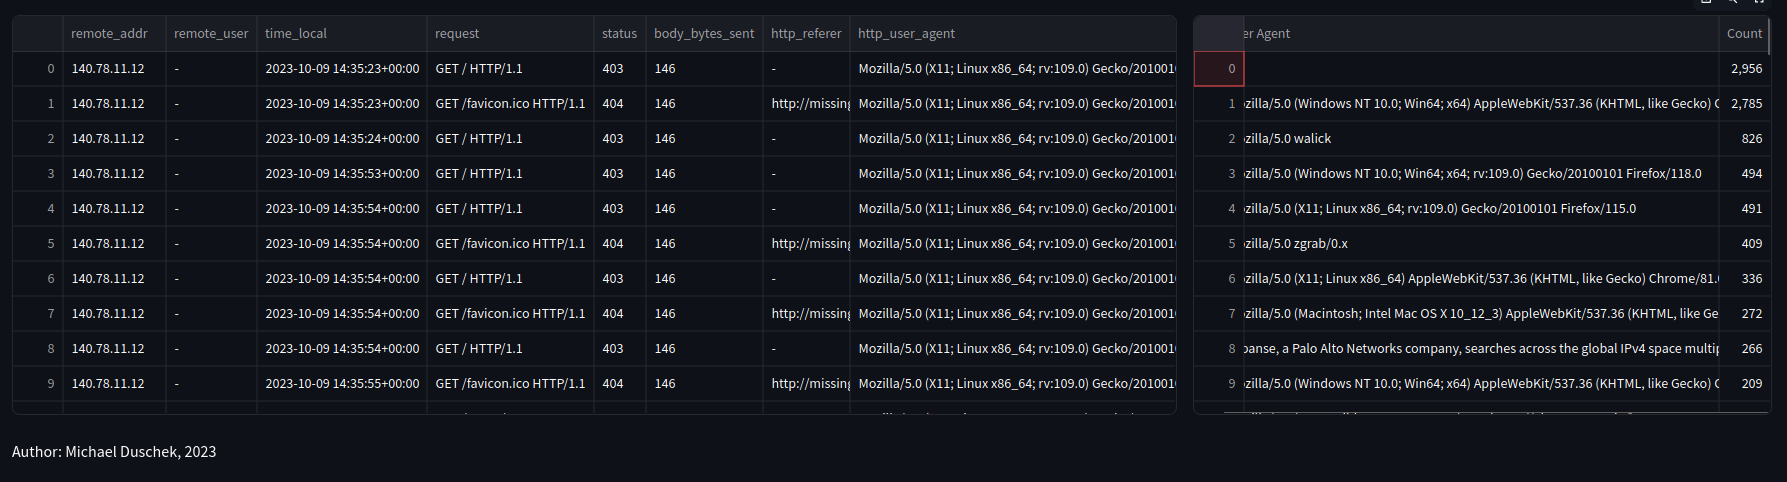 remote_addr remote_user time_local request status body_bytes_sent http_referer http_user_agent
0 140.78.11.12 - 2023-10-09 14:35:23+00:00 GET / HTTP/1.1 403 146 - Mozilla/5.0 (X11; Linux x86_64; rv:109.0) Gecko/201001
1 140.78.11.12 - 2023-10-09 14:35:23+00:00 GET /favicon.ico HTTP/1.1 404 146 http://missing Mozilla/5.0 (X11; Linux x86_64; rv:109.0) Gecko/201001
2 140.78.11.12 - 2023-10-09 14:35:24+00:00 GET / HTTP/1.1 403 146 - Mozilla/5.0 (X11; Linux x86_64; rv:109.0) Gecko/201001
3 140.78.11.12 - 2023-10-09 14:35:53+00:00 GET / HTTP/1.1 403 146 - Mozilla/5.0 (X11; Linux x86_64; rv:109.0) Gecko/201001
4 140.78.11.12 - 2023-10-09 14:35:54+00:00 GET / HTTP/1.1 403 146 - Mozilla/5.0 (X11; Linux x86_64; rv:109.0) Gecko/201001
5 140.78.11.12 - 2023-10-09 14:35:54+00:00 GET /favicon.ico HTTP/1.1 404 146 http://missing Mozilla/5.0 (X11; Linux x86_64; rv:109.0) Gecko/201001
6 140.78.11.12 - 2023-10-09 14:35:54+00:00 GET / HTTP/1.1 403 146 - Mozilla/5.0 (X11; Linux x86_64; rv:109.0) Gecko/201001
7 140.78.11.12 - 2023-10-09 14:35:54+00:00 GET /favicon.ico HTTP/1.1 404 146 http://missing Mozilla/5.0 (X11; Linux x86_64; rv:109.0) Gecko/201001
8 140.78.11.12 - 2023-10-09 14:35:54+00:00 GET / HTTP/1.1 403 146 - Mozilla/5.0 (X11; Linux x86_64; rv:109.0) Gecko/201001
9 140.78.11.12 - 2023-10-09 14:35:55+00:00 GET /favicon.ico HTTP/1.1 404 146 http://missing Mozilla/5.0 (X11; Linux x86_64; rv:109.0) Gecko/201001
er Agent Count
0 2,956
1 zilla/5.0 (Windows NT 10.0; Win64; x64) AppleWebKit/537.36 (KHTML, like Gecko) C 2,785
2 zilla/5.0 walick 826
3 zilla/5.0 (Windows NT 10.0; Win64; x64; rv:109.0) Gecko/20100101 Firefox/118.0 494
4 zilla/5.0 (X11; Linux x86_64; rv:109.0) Gecko/20100101 Firefox/115.0 491
5 zilla/5.0 zgrab/0.x 409
6 zilla/5.0 (X11; Linux x86_64) AppleWebKit/537.36 (KHTML, like Gecko) Chrome/81. 336
7 zilla/5.0 (Macintosh; Intel Mac OS X 10_12_3) AppleWebKit/537.36 (KHTML, like Ge 272
8 panse, a Palo Alto Networks company, searches across the global IPv4 space multip 266
9 zilla/5.0 (Windows NT 10.0; Win64; x64) AppleWebKit/537.36 (KHTML, like Gecko) C 209
Author: Michael Duschek, 2023